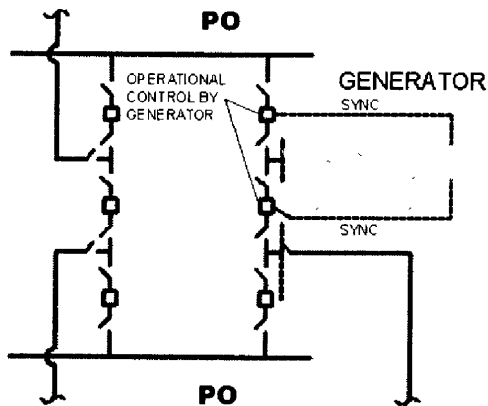 PO
OPERATIONAL
CONTROL BY
GENERATOR
GENERATOR
SYNC
SYNC
PO